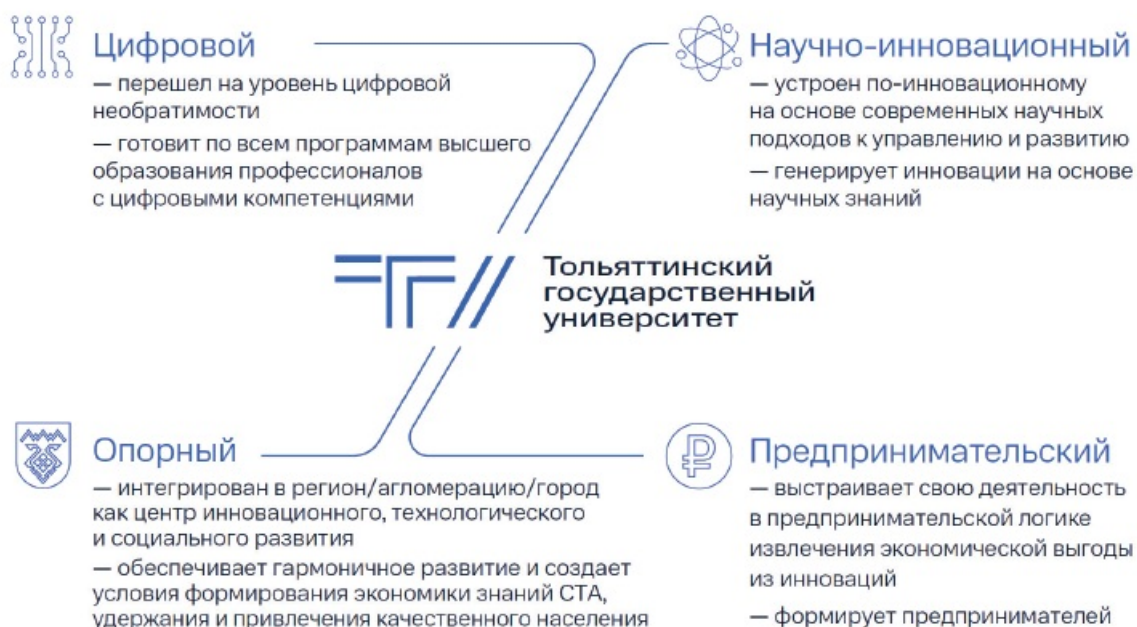 Цифровой
— перешел на уровень цифровой
необратимости
— готовит по всем программам высшего
образования профессионалов
с цифровыми компетенциями
Научно-инновационный
— устроен по-инновационному
на основе современных научных
подходов к управлению и развитию
— генерирует инновации на основе
научных знаний
Тольяттинский
государственный
университет
Опорный
— интегрирован в регион/агломерацию/город
как центр инновационного, технологического
и социального развития
— обеспечивает гармоничное развитие и создает
условия формирования экономики знаний СТА,
удержания и привлечения качественного населения
Предпринимательский
— выстраивает свою деятельность
в предпринимательской логике
извлечения экономической выгоды
из инноваций
— формирует предпринимателей